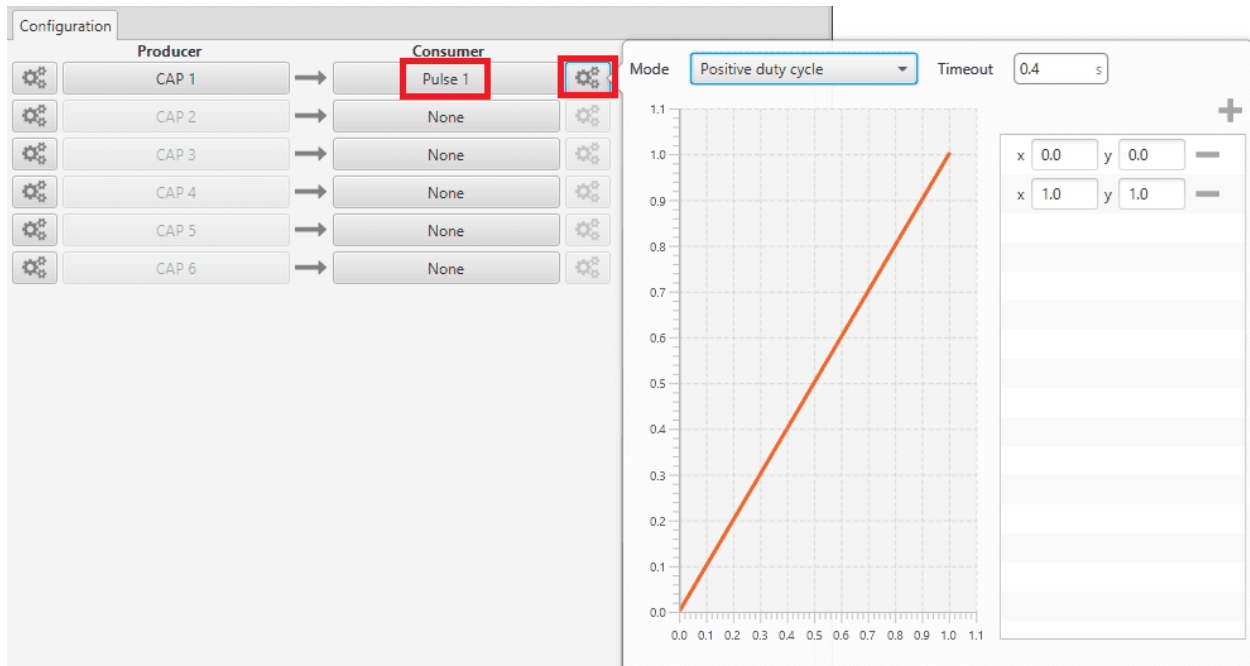 Configuration
Producer Consumer
CAP 1 Pulse 1
CAP 2 None
CAP 3 None
CAP 4 None
CAP 5 None
CAP 6 None
Mode Positive duty cycle Timeout 0.4 s
1.1
1.0
0.9
0.8
0.7
0.6
0.5
0.4
0.3
0.2
0.1
0.0
0.0 0.1 0.2 0.3 0.4 0.5 0.6 0.7 0.8 0.9 1.0 1.1
x 0.0 y 0.0
x 1.0 y 1.0